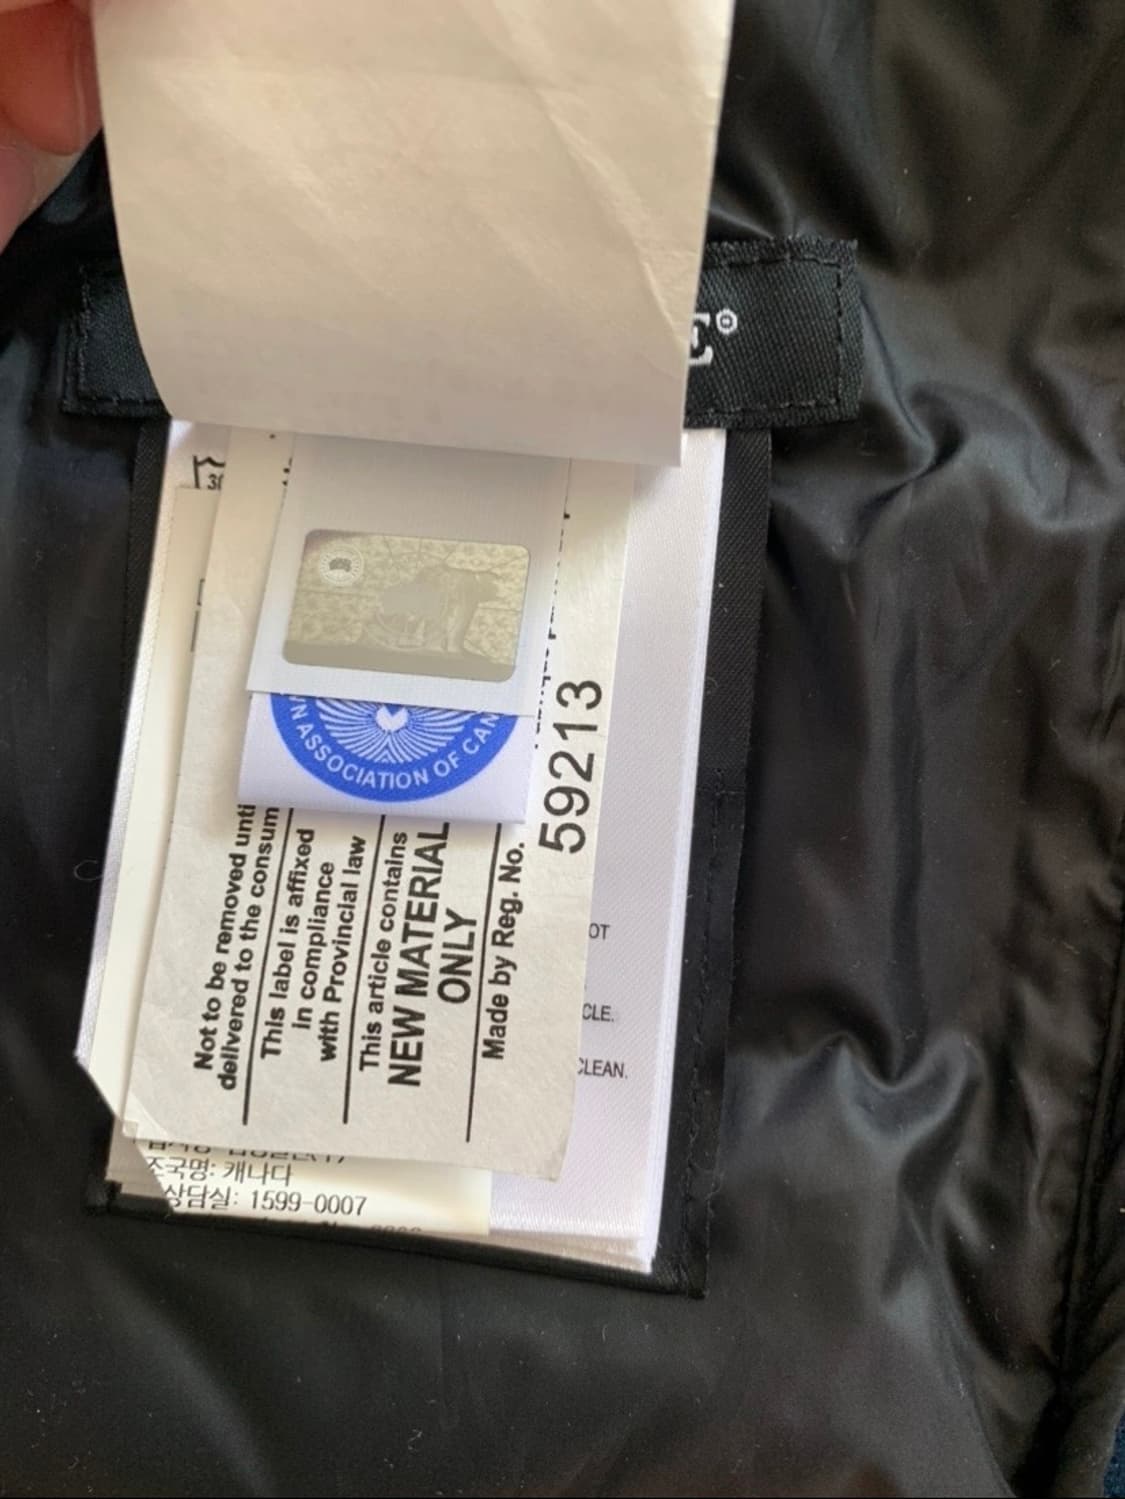 E°
30
N ASSOCIATION OF CAN
Not to be removed unti
delivered to the consum
This label is affixed
in compliance
with Provincial law
This article contains
NEW MATERIAL
ONLY
Made by Reg. No.
59213
OT
CLE.
CLEAN.
조국명: 캐나다
상담실: 1599-0007